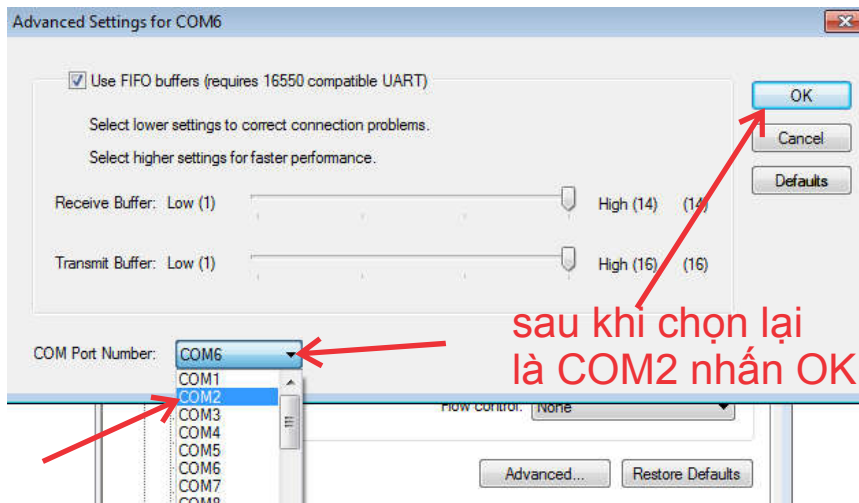 Advanced Settings for COM6
Use FIFO buffers (requires 16550 compatible UART)
OK
Select lower settings to correct connection problems.
Cancel
Select higher settings for faster performance.
Defaults
Receive Buffer: Low (1) High (14) (14)
Transmit Buffer: Low (1) High (16) (16)
sau khi chọn lại
là COM2 nhấn OK
COM Port Number: COM6
COM1
COM2
COM3
COM4
COM5
COM6
COM7
COM8
Flow control: None
Advanced... Restore Defaults